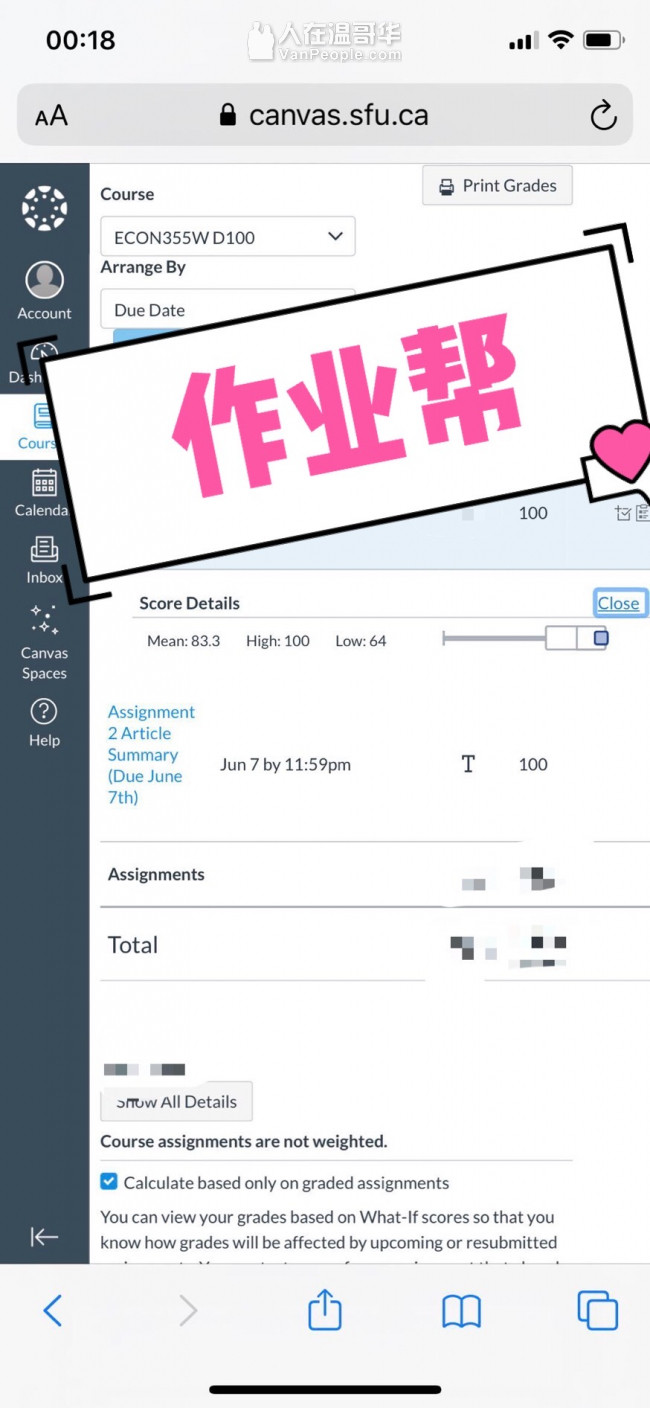 00:18
人在温哥华
VanPeople.com
AA
canvas.sfu.ca
Print Grades
Course
ECON355W D100
Arrange By
Due Date
Account
作业帮
Calenda
100
Inbox
Score Details
Close
Mean: 83.3 High: 100 Low: 64
Canvas
Spaces
Help
Assignment
2 Article
Summary
(Due June
7th)
Jun 7 by 11:59pm
100
Assignments
Total
Show All Details
Course assignments are not weighted.
Calculate based only on graded assignments
You can view your grades based on What-If scores so that you
know how grades will be affected by upcoming or resubmitted